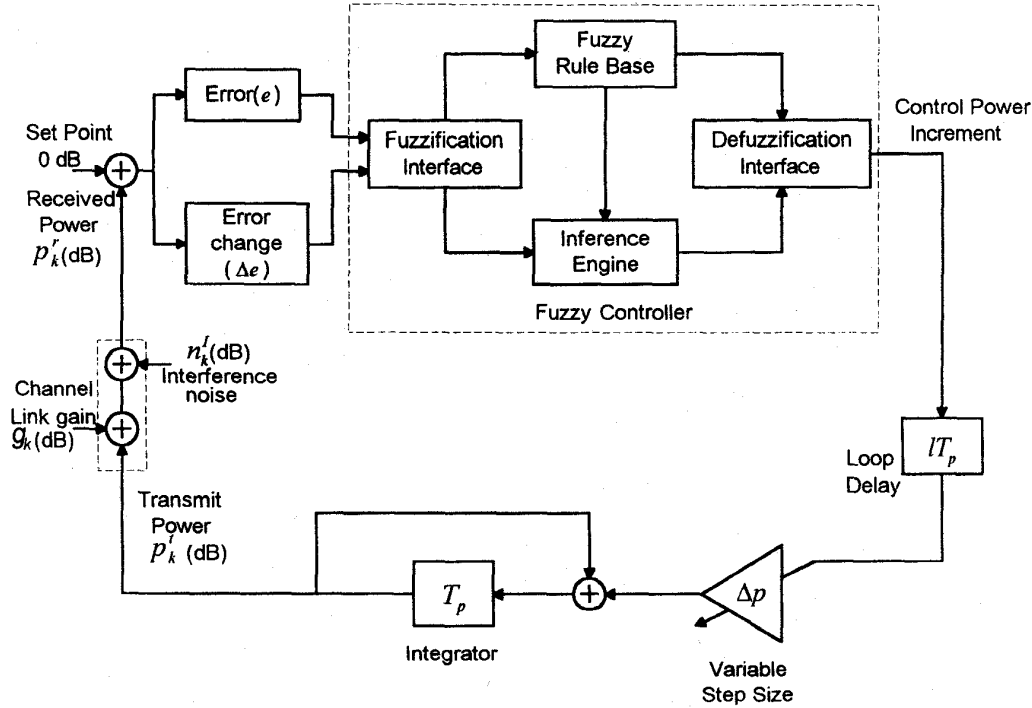 Fuzzy
Rule Base
Error(e)
Control Power
Increment
Set Point
0 dB
Fuzzification
Interface
Defuzzification
Interface
Received
Power
p_k^r(dB)
Error
change
(Δe)
Inference
Engine
Fuzzy Controller
n_k^I(dB)
Interference
noise
Channel
Link gain
g_k(dB)
lT_p
Loop
Delay
Transmit
Power
p_k^t (dB)
T_p
Δp
Integrator
Variable
Step Size